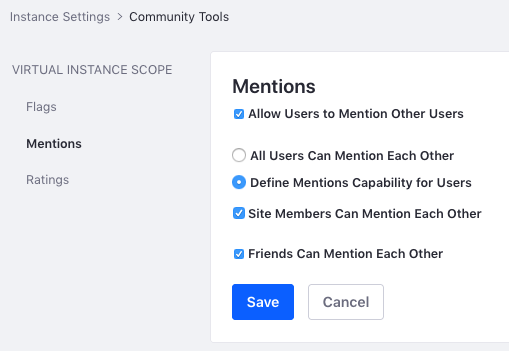 Instance Settings > Community Tools
VIRTUAL INSTANCE SCOPE
Flags
Mentions
Ratings
Mentions
Allow Users to Mention Other Users
All Users Can Mention Each Other
Define Mentions Capability for Users
Site Members Can Mention Each Other
Friends Can Mention Each Other
Save Cancel